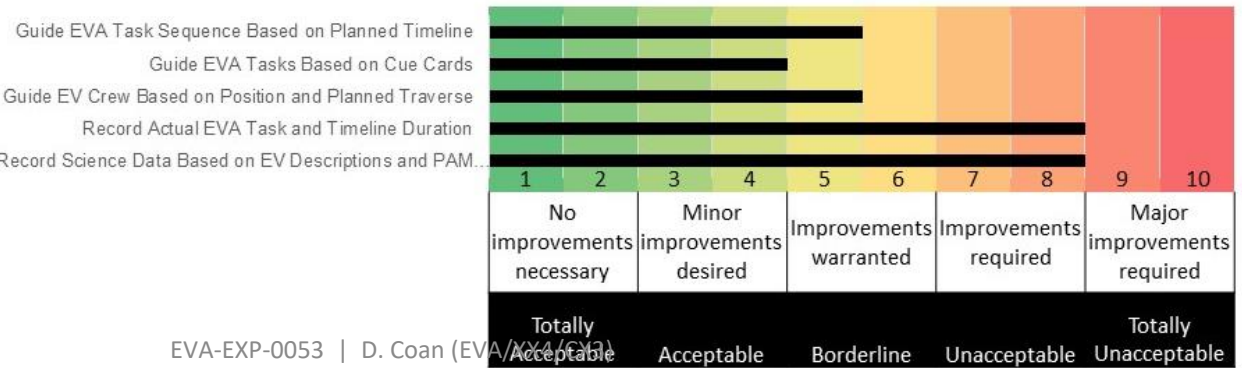 Guide EVA Task Sequence Based on Planned Timeline
Guide EVA Tasks Based on Cue Cards
Guide EV Crew Based on Position and Planned Traverse
Record Actual EVA Task and Timeline Duration
Record Science Data Based on EV Descriptions and PAM...
1 2 3 4 5 6 7 8 9 10
No improvements necessary
Minor improvements desired
Improvements warranted
Improvements required
Major improvements required
Totally Acceptable
Acceptable
Borderline
Unacceptable
Totally Unacceptable
EVA-EXP-0053 | D. Coan (EVA/XX4/CX3)